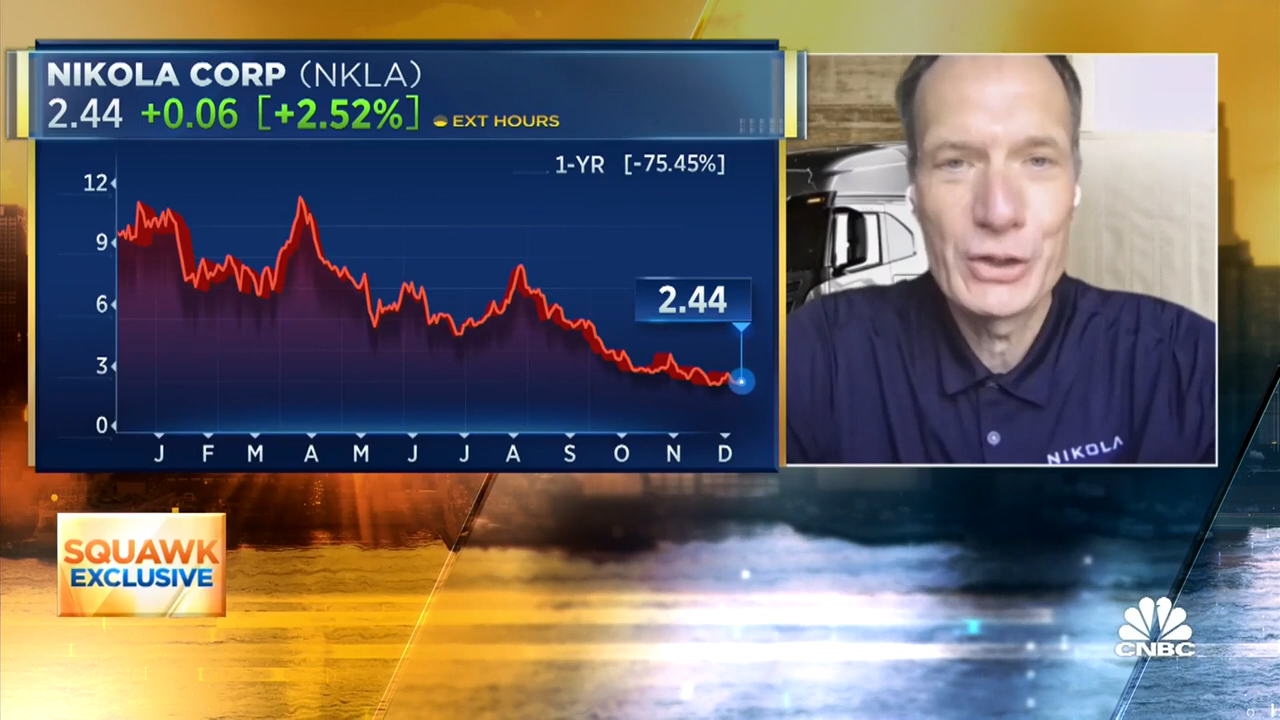 NIKOLA CORP (NKLA)
2.44 +0.06 [+2.52%] EXT HOURS
1-YR [-75.45%]
12
9
6
3
0
2.44
J F M A M J J A S O N D
NIKOLA
SQUAWK
EXCLUSIVE
CNBC